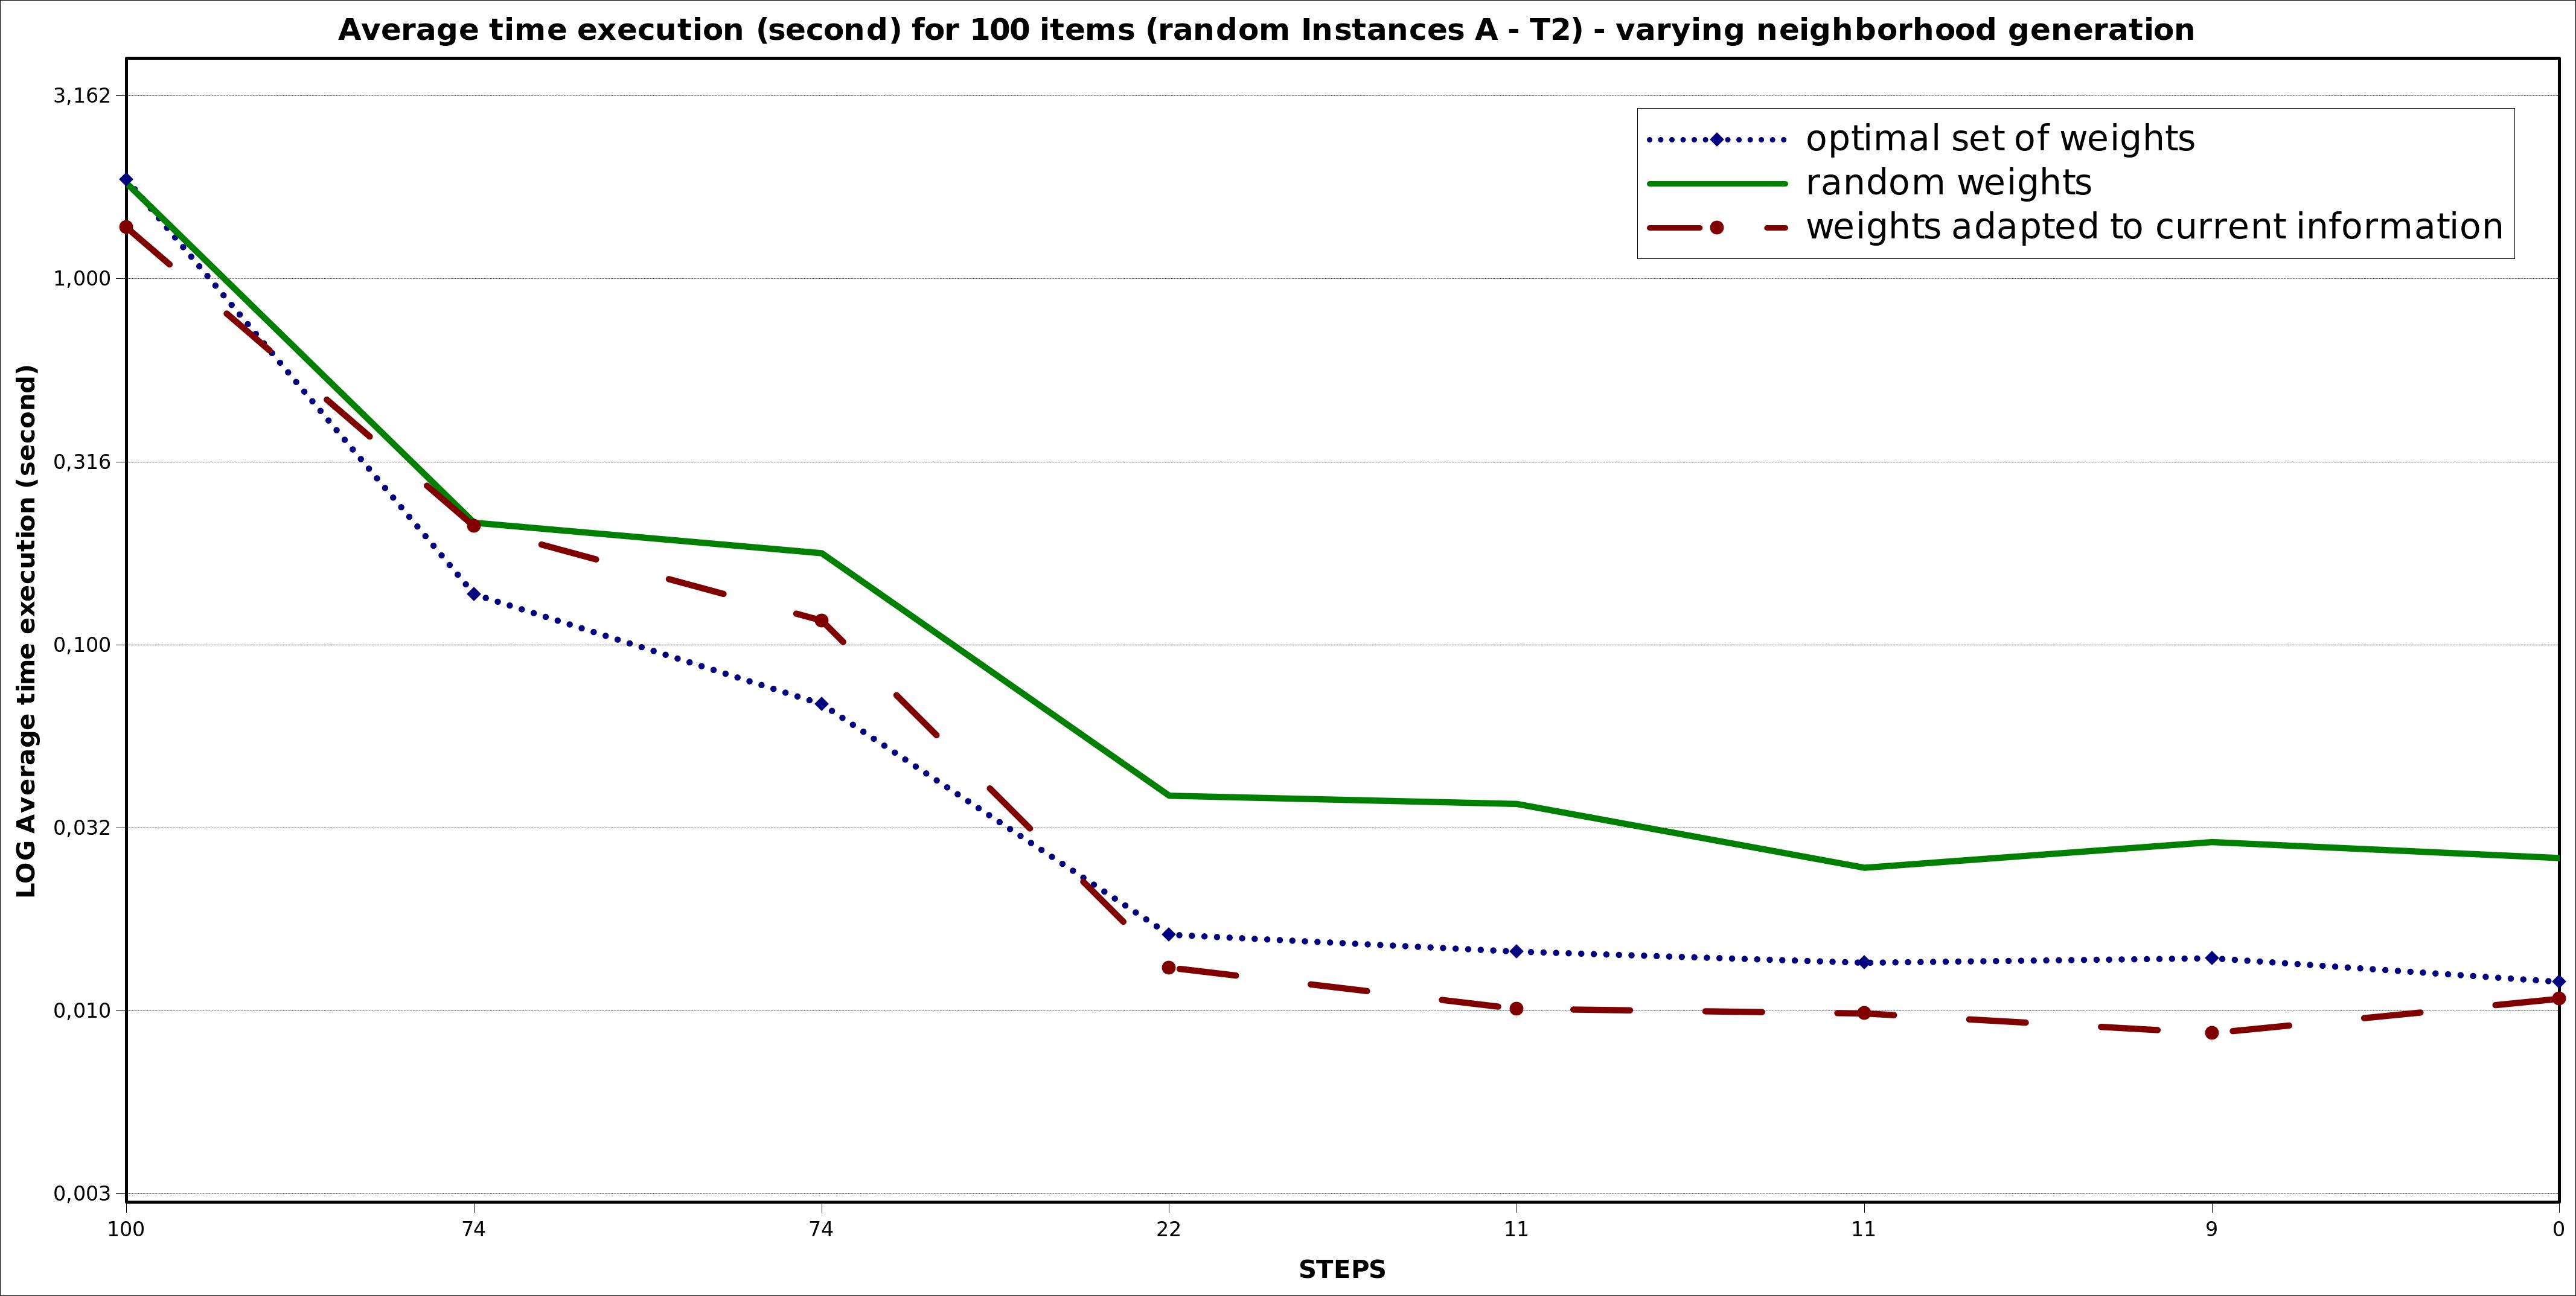 Average time execution (second) for 100 items (random Instances A - T2) - varying neighborhood generation
optimal set of weights
random weights
weights adapted to current information
LOG Average time execution (second)
3,162
1,000
0,316
0,100
0,032
0,010
0,003
100 74 74 22 11 11 9 0
STEPS